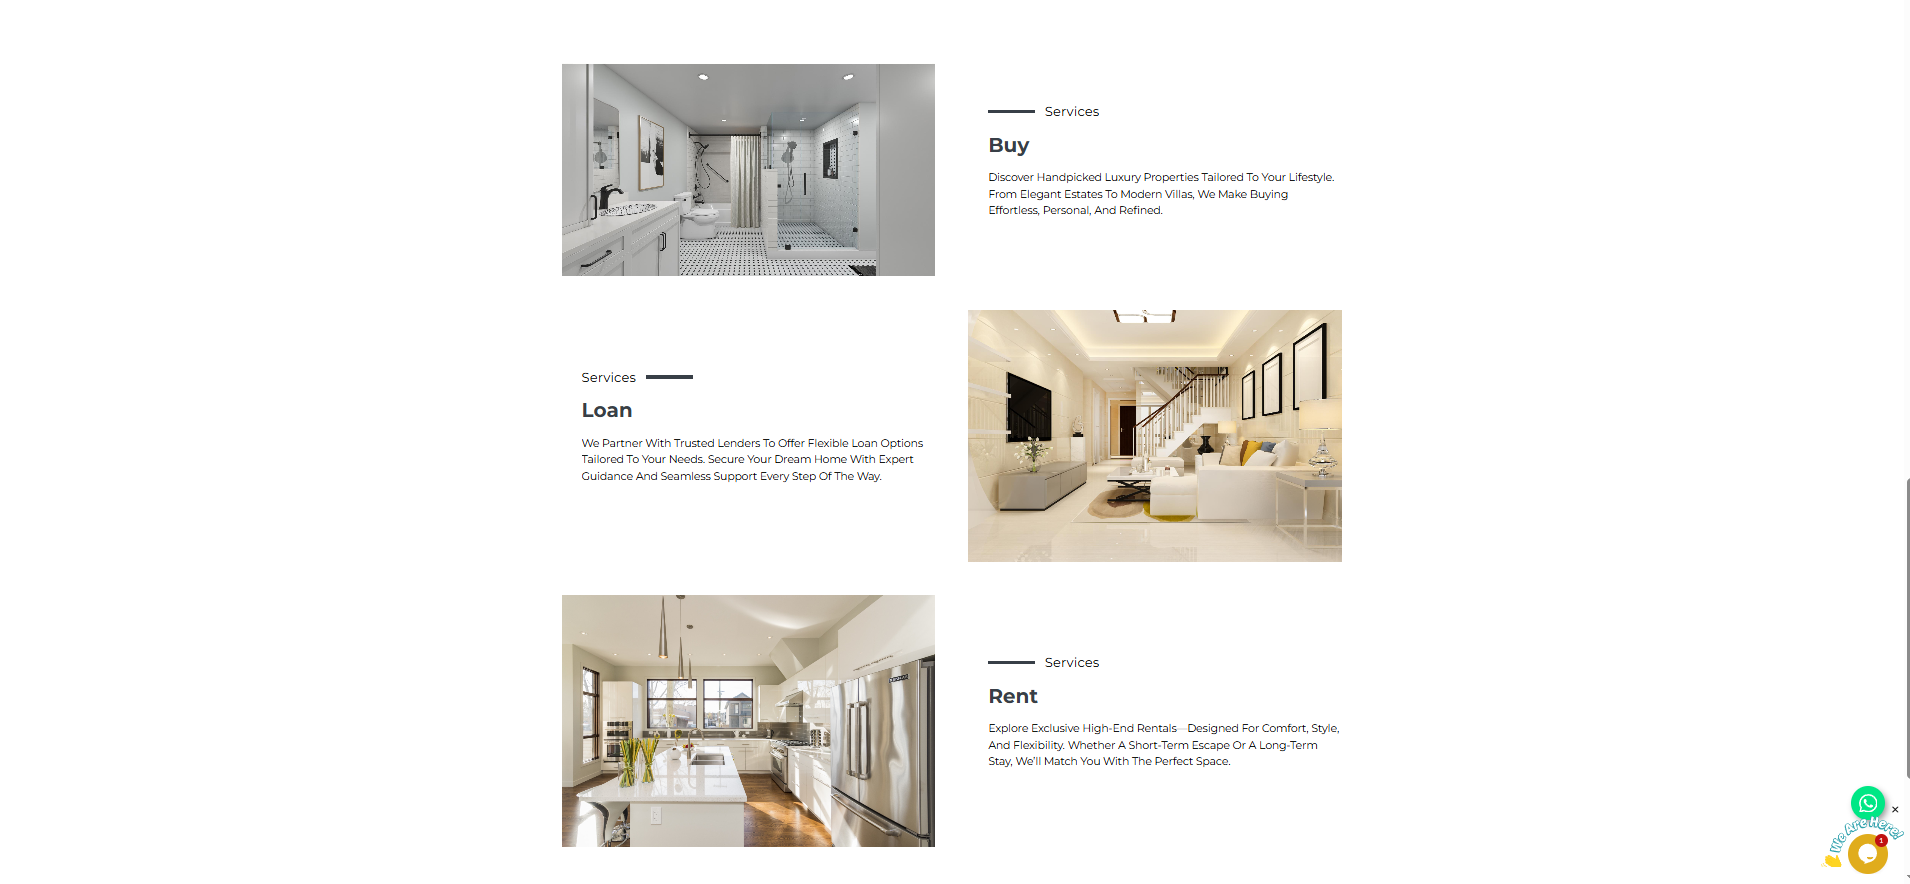 Services
Buy
Discover Handpicked Luxury Properties Tailored To Your Lifestyle.
From Elegant Estates To Modern Villas, We Make Buying
Effortless, Personal, And Refined.
Services
Loan
We Partner With Trusted Lenders To Offer Flexible Loan Options
Tailored To Your Needs. Secure Your Dream Home With Expert
Guidance And Seamless Support Every Step Of The Way.
Services
Rent
Explore Exclusive High-End Rentals—Designed For Comfort, Style,
And Flexibility. Whether A Short-Term Escape Or A Long-Term
Stay, We’ll Match You With The Perfect Space.
We Are Here!
1